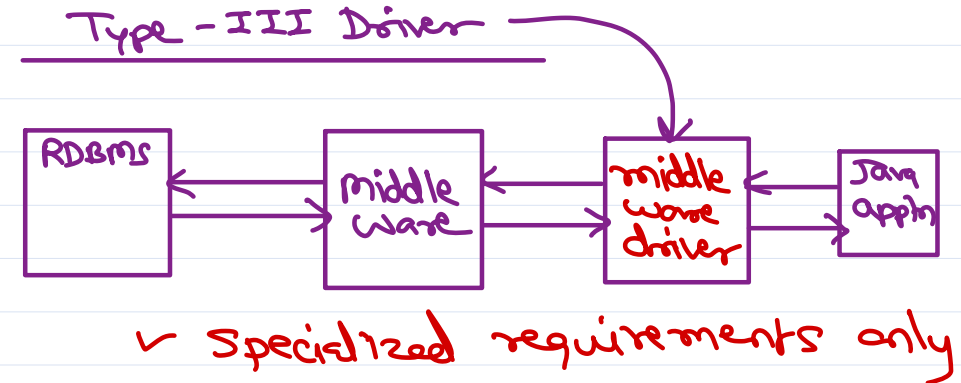 Type - III Driver
RDBMS
middle
ware
middle
ware
driver
Java
appln
✓ specialized requirements only